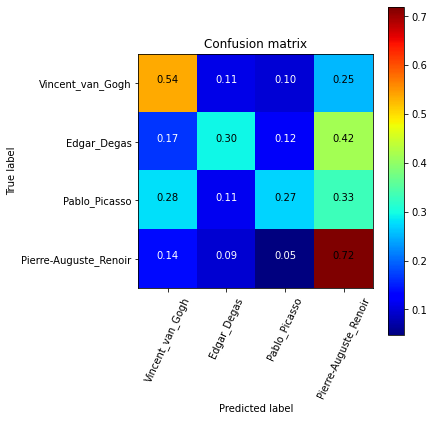 Confusion matrix
True label
Vincent_van_Gogh 0.54 0.11 0.10 0.25
Edgar_Degas 0.17 0.30 0.12 0.42
Pablo_Picasso 0.28 0.11 0.27 0.33
Pierre-Auguste_Renoir 0.14 0.09 0.05 0.72
Vincent_van_Gogh
Edgar_Degas
Pablo_Picasso
Pierre-Auguste_Renoir
Predicted label
0.7
0.6
0.5
0.4
0.3
0.2
0.1